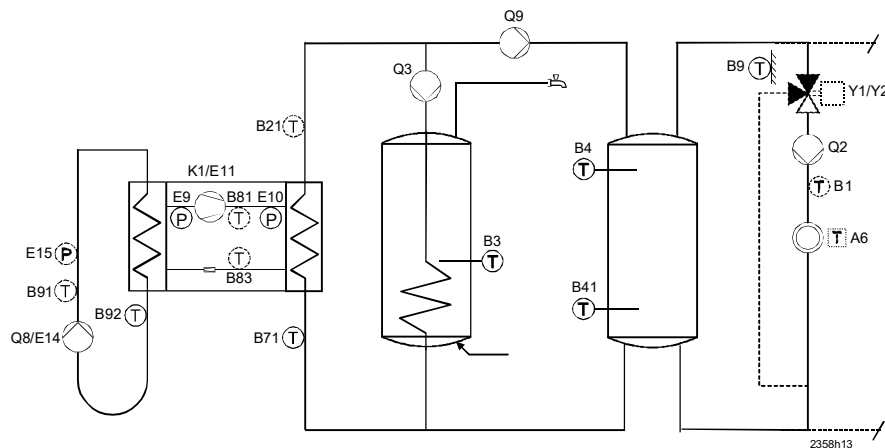 Q9
Q3
B9 T
Y1/Y2
B21 T
K1/E11
B4 T
Q2
E9 B81 E10
P T P
T B1
E15 P
T
B83
B3 T
T A6
B91 T
B92 T
B41 T
Q8/E14
B71 T
2358h13